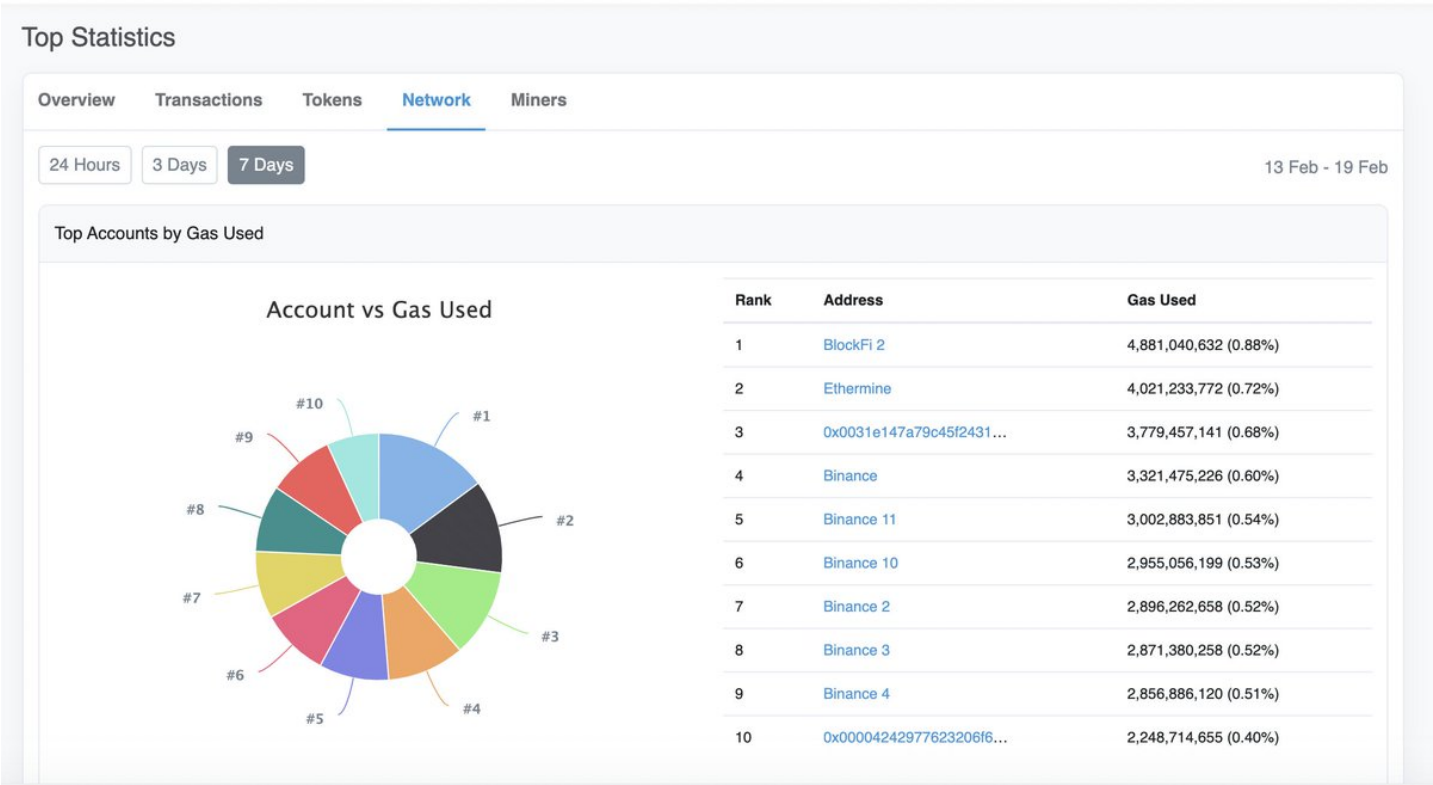 Top Statistics
Overview Transactions Tokens Network Miners
24 Hours 3 Days 7 Days 13 Feb - 19 Feb
Top Accounts by Gas Used
Account vs Gas Used
#10
#1
#9
#8
#2
#7
#3
#6
#4
#5
Rank Address Gas Used
1 BlockFi 2 4,881,040,632 (0.88%)
2 Ethermine 4,021,233,772 (0.72%)
3 0x0031e147a79c45f2431... 3,779,457,141 (0.68%)
4 Binance 3,321,475,226 (0.60%)
5 Binance 11 3,002,883,851 (0.54%)
6 Binance 10 2,955,056,199 (0.53%)
7 Binance 2 2,896,262,658 (0.52%)
8 Binance 3 2,871,380,258 (0.52%)
9 Binance 4 2,856,886,120 (0.51%)
10 0x00004242977623206f6... 2,248,714,655 (0.40%)